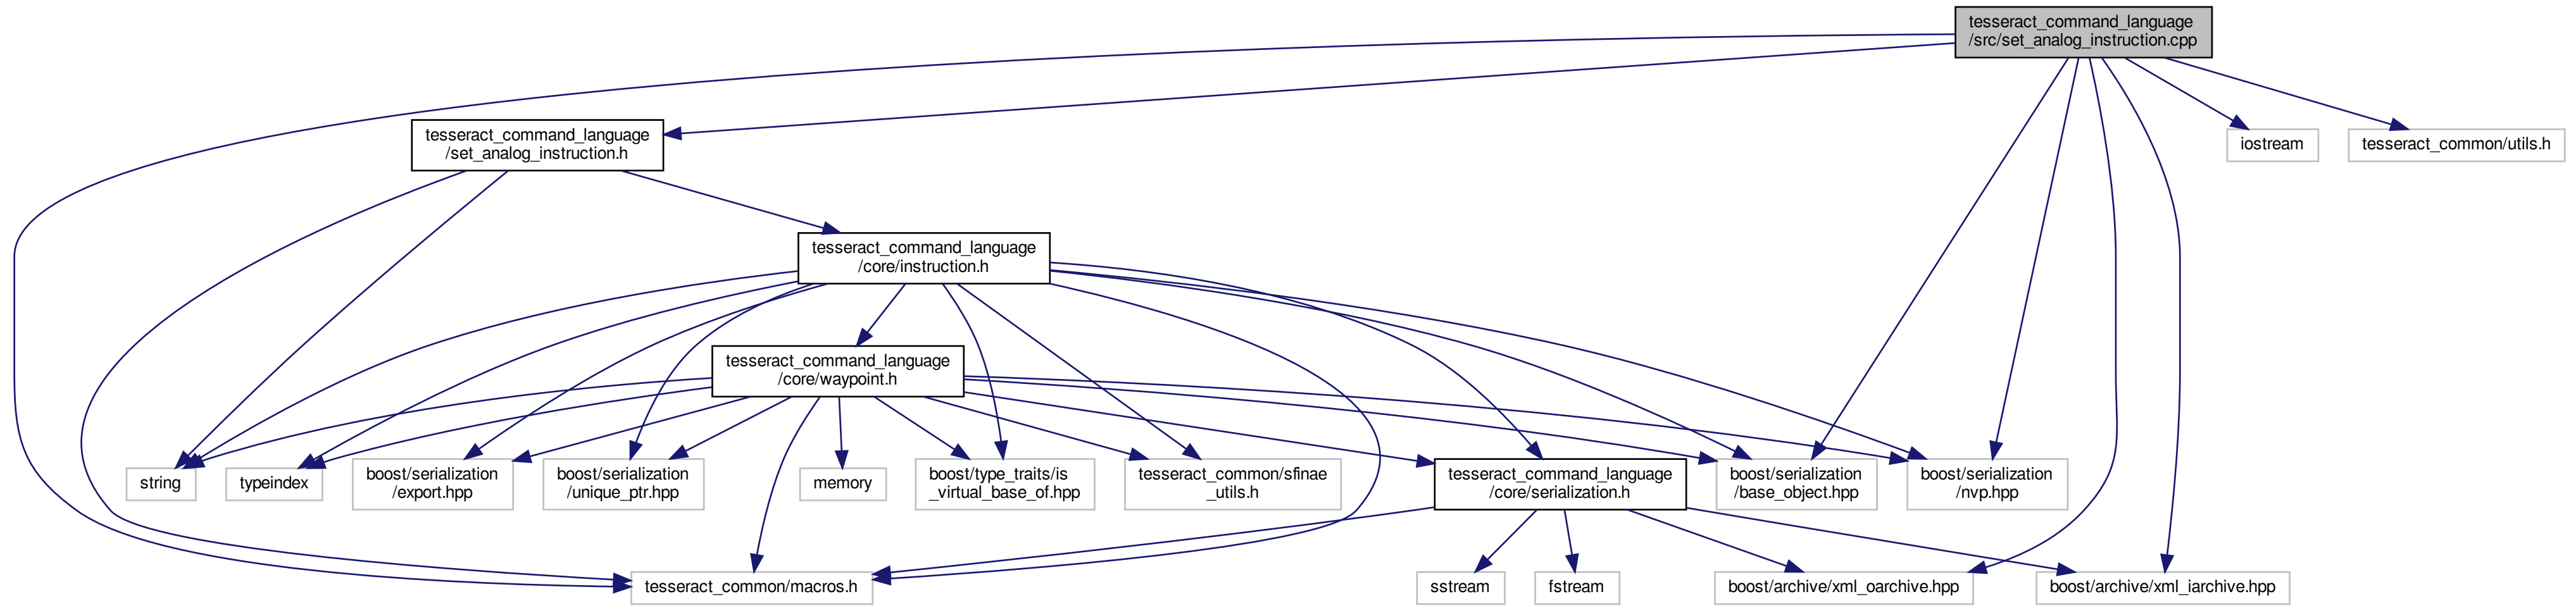 tesseract_command_language
/src/set_analog_instruction.cpp
tesseract_command_language
/set_analog_instruction.h
iostream
tesseract_common/utils.h
tesseract_command_language
/core/instruction.h
tesseract_command_language
/core/waypoint.h
string
typeindex
boost/serialization
/export.hpp
boost/serialization
/unique_ptr.hpp
memory
boost/type_traits/is
_virtual_base_of.hpp
tesseract_common/sfinae
_utils.h
tesseract_command_language
/core/serialization.h
boost/serialization
/base_object.hpp
boost/serialization
/nvp.hpp
tesseract_common/macros.h
sstream
fstream
boost/archive/xml_oarchive.hpp
boost/archive/xml_iarchive.hpp